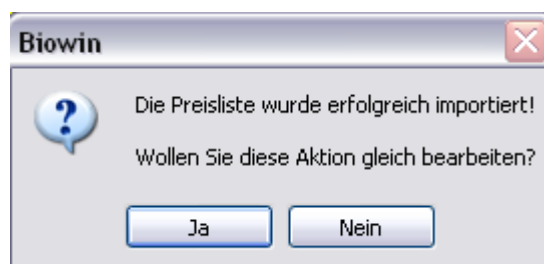 Biowin
Die Preisliste wurde erfolgreich importiert!
Wollen Sie diese Aktion gleich bearbeiten?
Ja
Nein